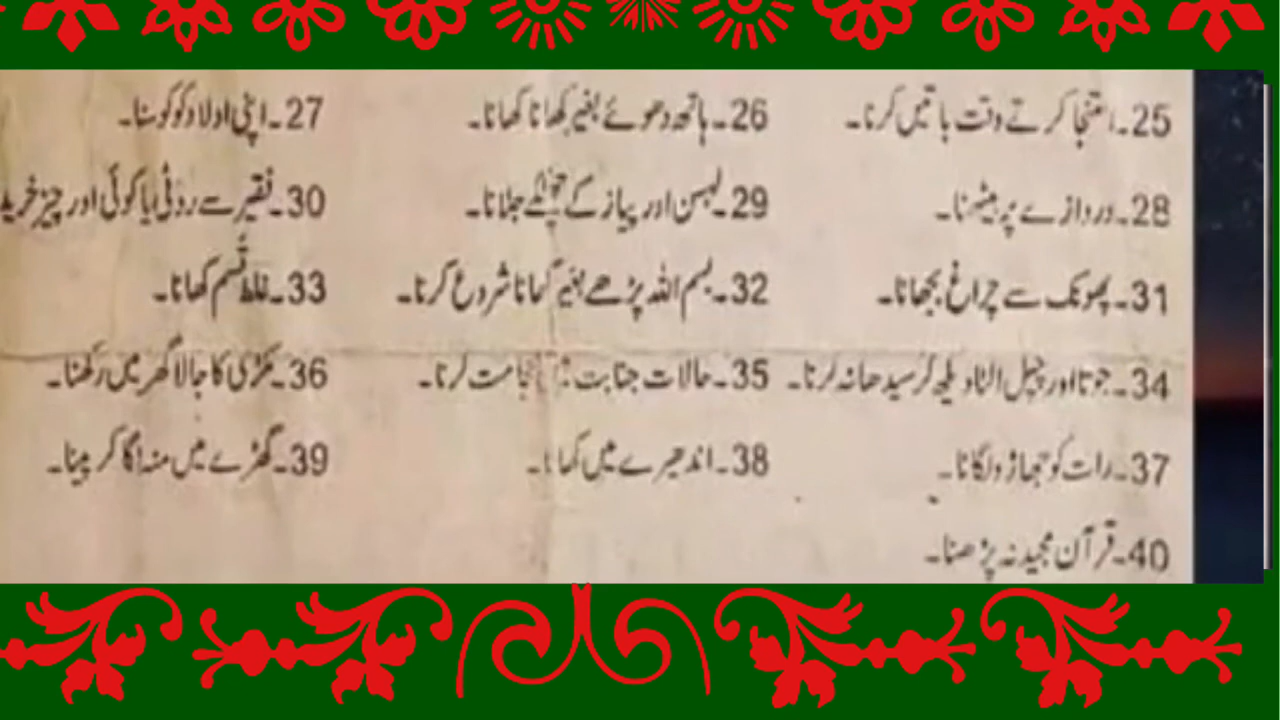 25۔استنجا کرتے وقت باتیں کرنا۔ 26۔ہاتھ دھوئے بغیر کھانا کھانا۔ 27۔اپنی اولاد کو کوسنا۔
28۔دروازے پر بیٹھنا۔ 29۔لہسن اور پیاز کے چھلکے جلانا۔ 30۔فقیر سے روٹی یا کوئی اور چیز خرید
31۔پھونک سے چراغ بجھانا۔ 32۔بسم اللہ پڑھے بغیر کھانا شروع کرنا۔ 33۔غلط قسم کھانا۔
34۔جوتا اور چپل الٹا دیکھ کر سیدھا نہ کرنا۔ 35۔حالات جنابت حجامت کرنا۔ 36۔مکڑی کا جالا گھر میں رکھنا۔
37۔رات کو جھاڑو لگانا۔ 38۔اندھیرے میں کھانا۔ 39۔گھڑے میں منہ لگا کر پینا۔
40۔قرآن مجید نہ پڑھنا۔